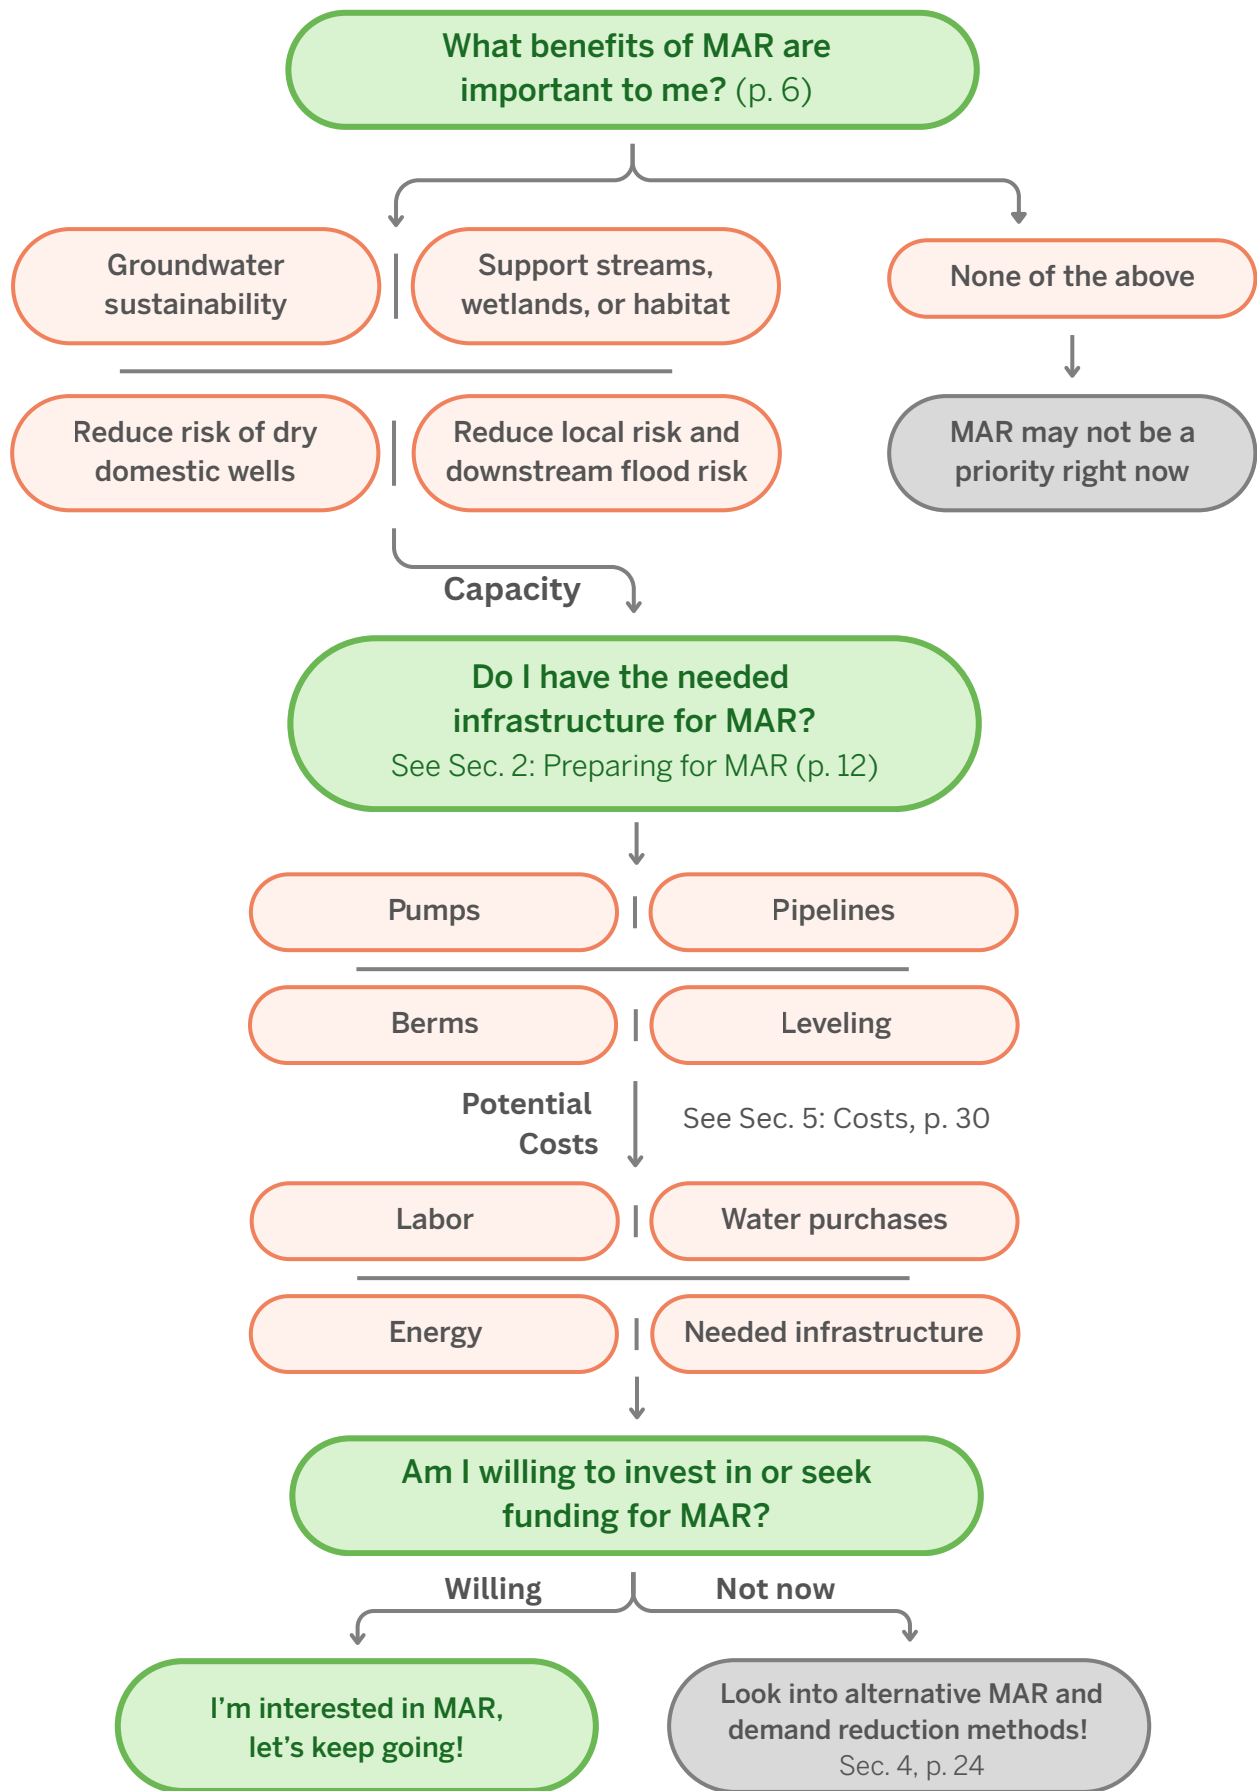 What benefits of MAR are
important to me? (p. 6)
Groundwater
sustainability
Support streams,
wetlands, or habitat
None of the above
Reduce risk of dry
domestic wells
Reduce local risk and
downstream flood risk
MAR may not be a
priority right now
Capacity
Do I have the needed
infrastructure for MAR?
See Sec. 2: Preparing for MAR (p. 12)
Pumps
Pipelines
Berms
Leveling
Potential
Costs
See Sec. 5: Costs, p. 30
Labor
Water purchases
Energy
Needed infrastructure
Am I willing to invest in or seek
funding for MAR?
Willing
Not now
I'm interested in MAR,
let's keep going!
Look into alternative MAR and
demand reduction methods!
Sec. 4, p. 24